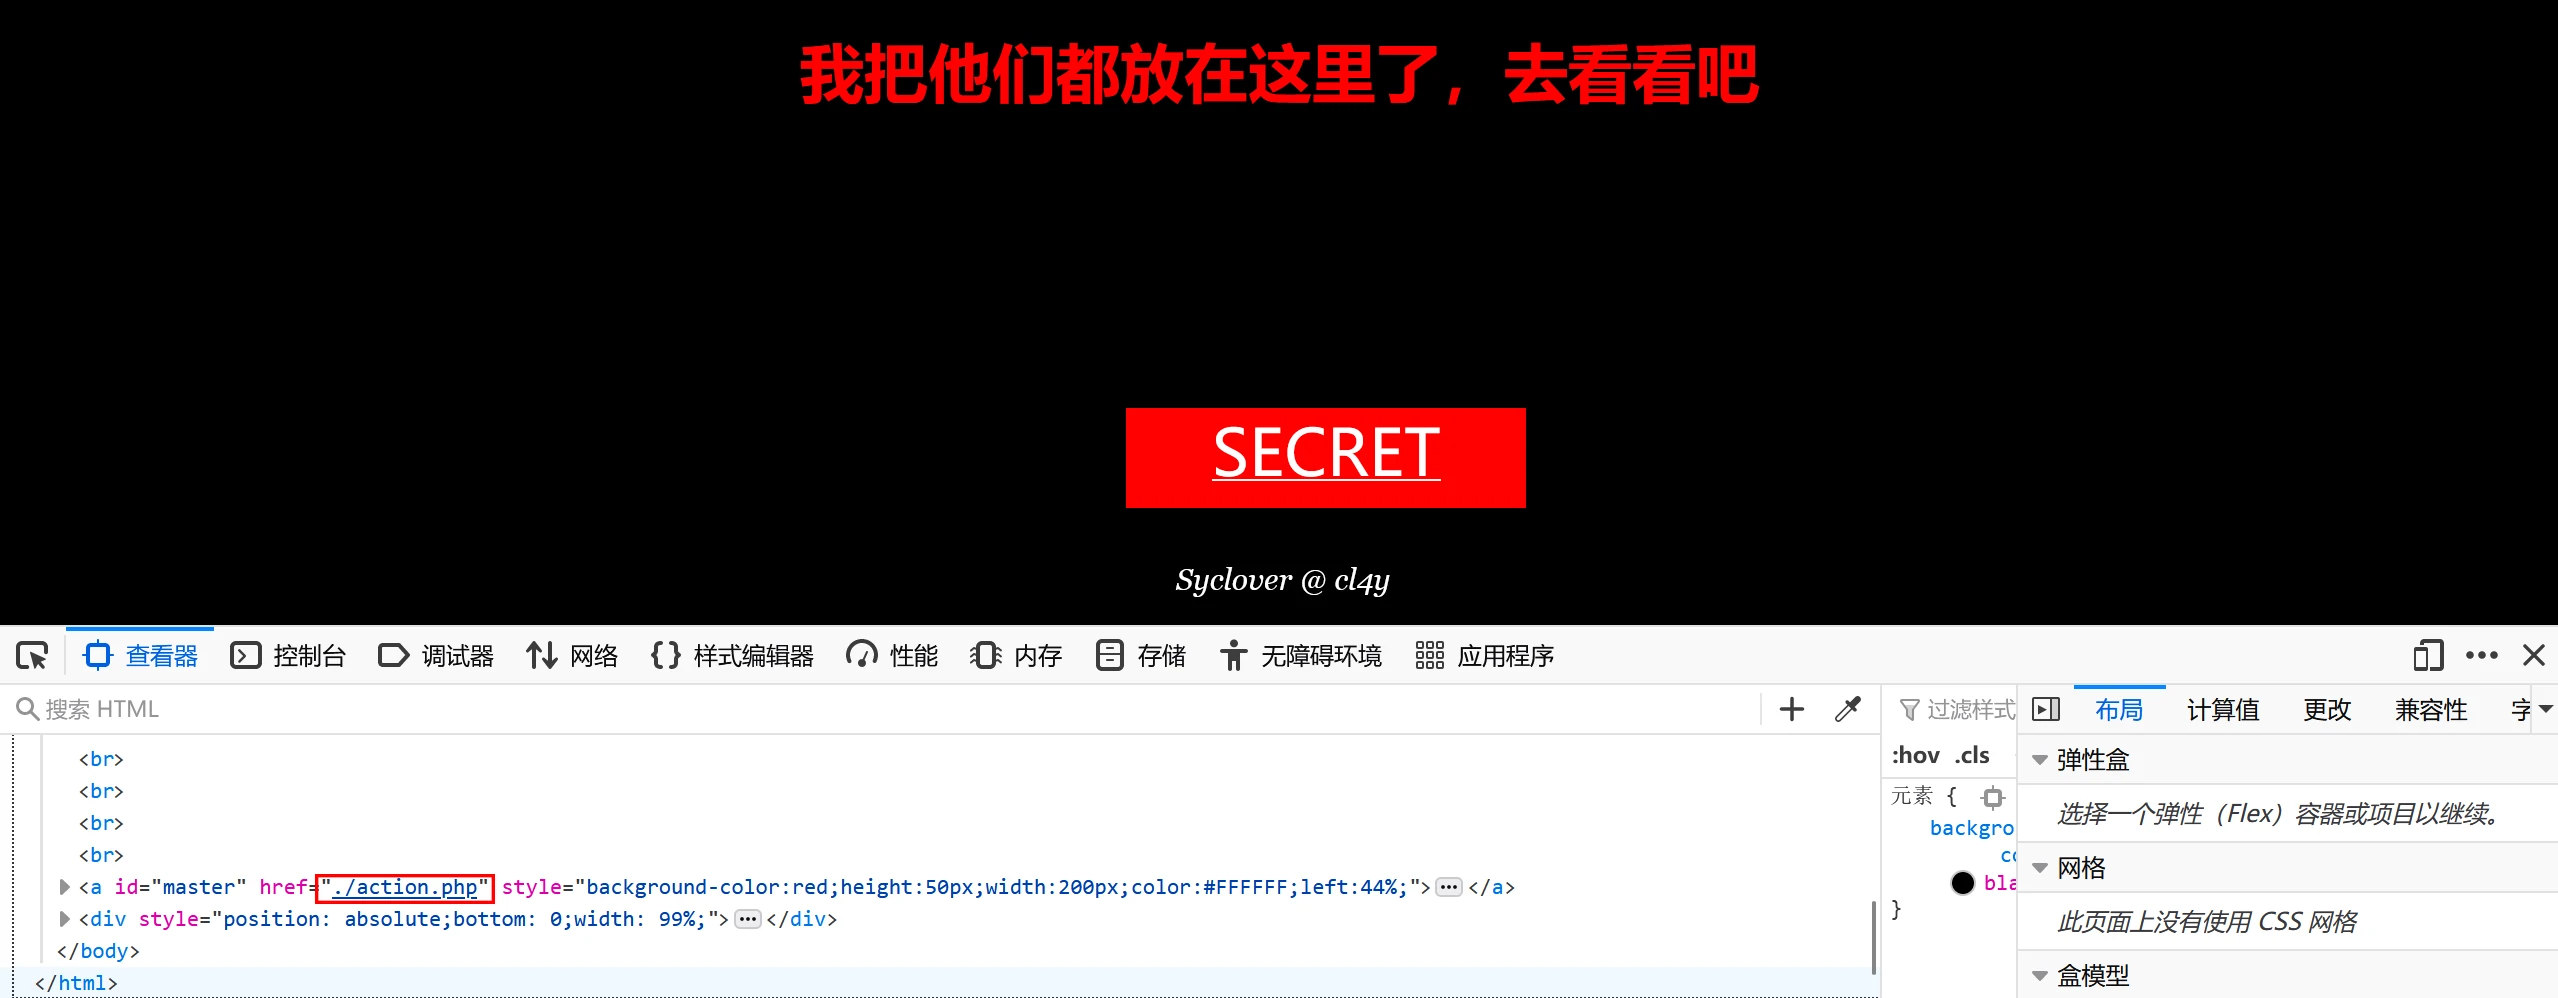 我把他们都放在这里了，去看看吧
SECRET
Syclover @ cl4y
查看器 控制台 调试器 网络 样式编辑器 性能 内存 存储 无障碍环境 应用程序
搜索 HTML
<br>
<br>
<br>
<br>
<a id="master" href="./action.php" style="background-color:red;height:50px;width:200px;color:#FFFFFF;left:44%;"></a>
<div style="position: absolute;bottom: 0;width: 99%;"></div>
</body>
</html>
过滤样式
:hov .cls
元素 {
backgro
co
bla
}
布局 计算值 更改 兼容性 字
弹性盒
选择一个弹性（Flex）容器或项目以继续。
网格
此页面上没有使用 CSS 网格
盒模型